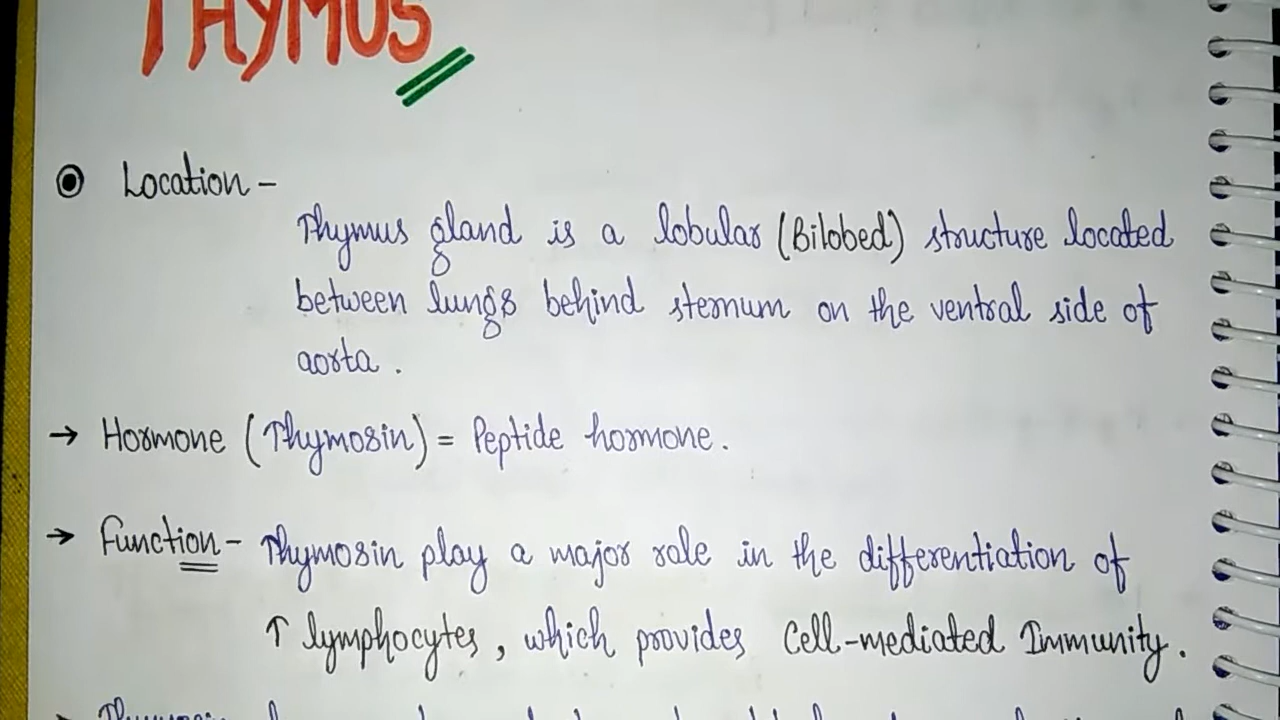 THYMUS
Location -
Thymus gland is a lobular (Bilobed) structure located
between lungs behind sternum on the ventral side of
aorta.
→ Hormone (Thymosin) = Peptide hormone.
→ Function - Thymosin play a major role in the differentiation of
T lymphocytes, which provides Cell-mediated Immunity.